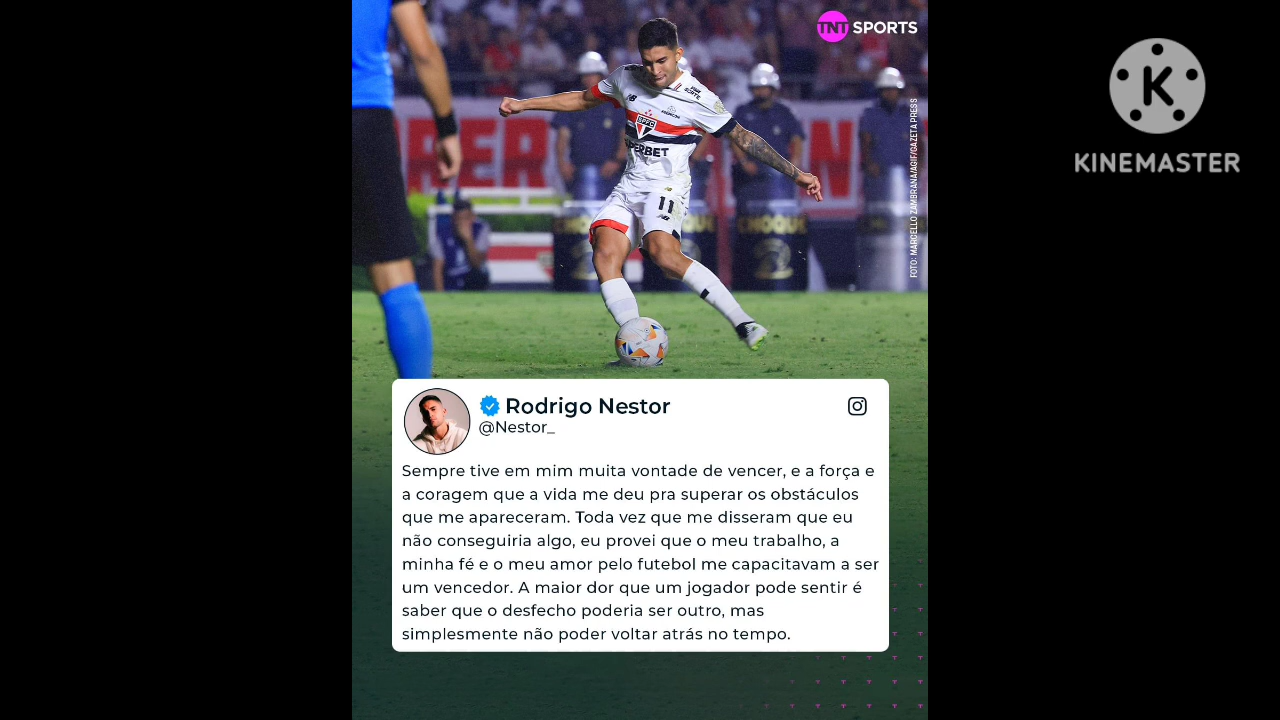 TNT SPORTS
KINEMASTER
FOTO: MARCELLO ZAMBRANA/AGIF/GAZETA PRESS
SPFC
11
CHOQUE
CHOQUE
Rodrigo Nestor
@Nestor_
Sempre tive em mim muita vontade de vencer, e a força e
a coragem que a vida me deu pra superar os obstáculos
que me apareceram. Toda vez que me disseram que eu
não conseguiria algo, eu provei que o meu trabalho, a
minha fé e o meu amor pelo futebol me capacitavam a ser
um vencedor. A maior dor que um jogador pode sentir é
saber que o desfecho poderia ser outro, mas
simplesmente não poder voltar atrás no tempo.